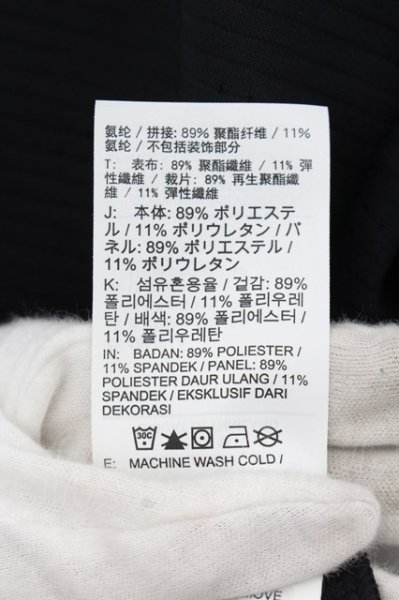 氨纶 / 拼接: 89% 聚酯纤维 / 11%
氨纶 / 不包括装饰部分
T: 表布: 89% 聚酯纖維 / 11% 彈
性纖維 / 裁片: 89% 再生聚酯纖
維 / 11% 彈性纖維
J: 本体: 89% ポリエステ
ル / 11% ポリウレタン / パ
ネル: 89% ポリエステル /
11% ポリウレタン
K: 섬유혼용율 / 겉감: 89%
폴리에스터 / 11% 폴리우레
탄 / 배색: 89% 폴리에스터 /
11% 폴리우레탄
IN: BADAN: 89% POLIESTER /
11% SPANDEK / PANEL: 89%
POLIESTER DAUR ULANG / 11%
SPANDEK / EKSKLUSIF DARI
DEKORASI
30C
E: MACHINE WASH COLD /